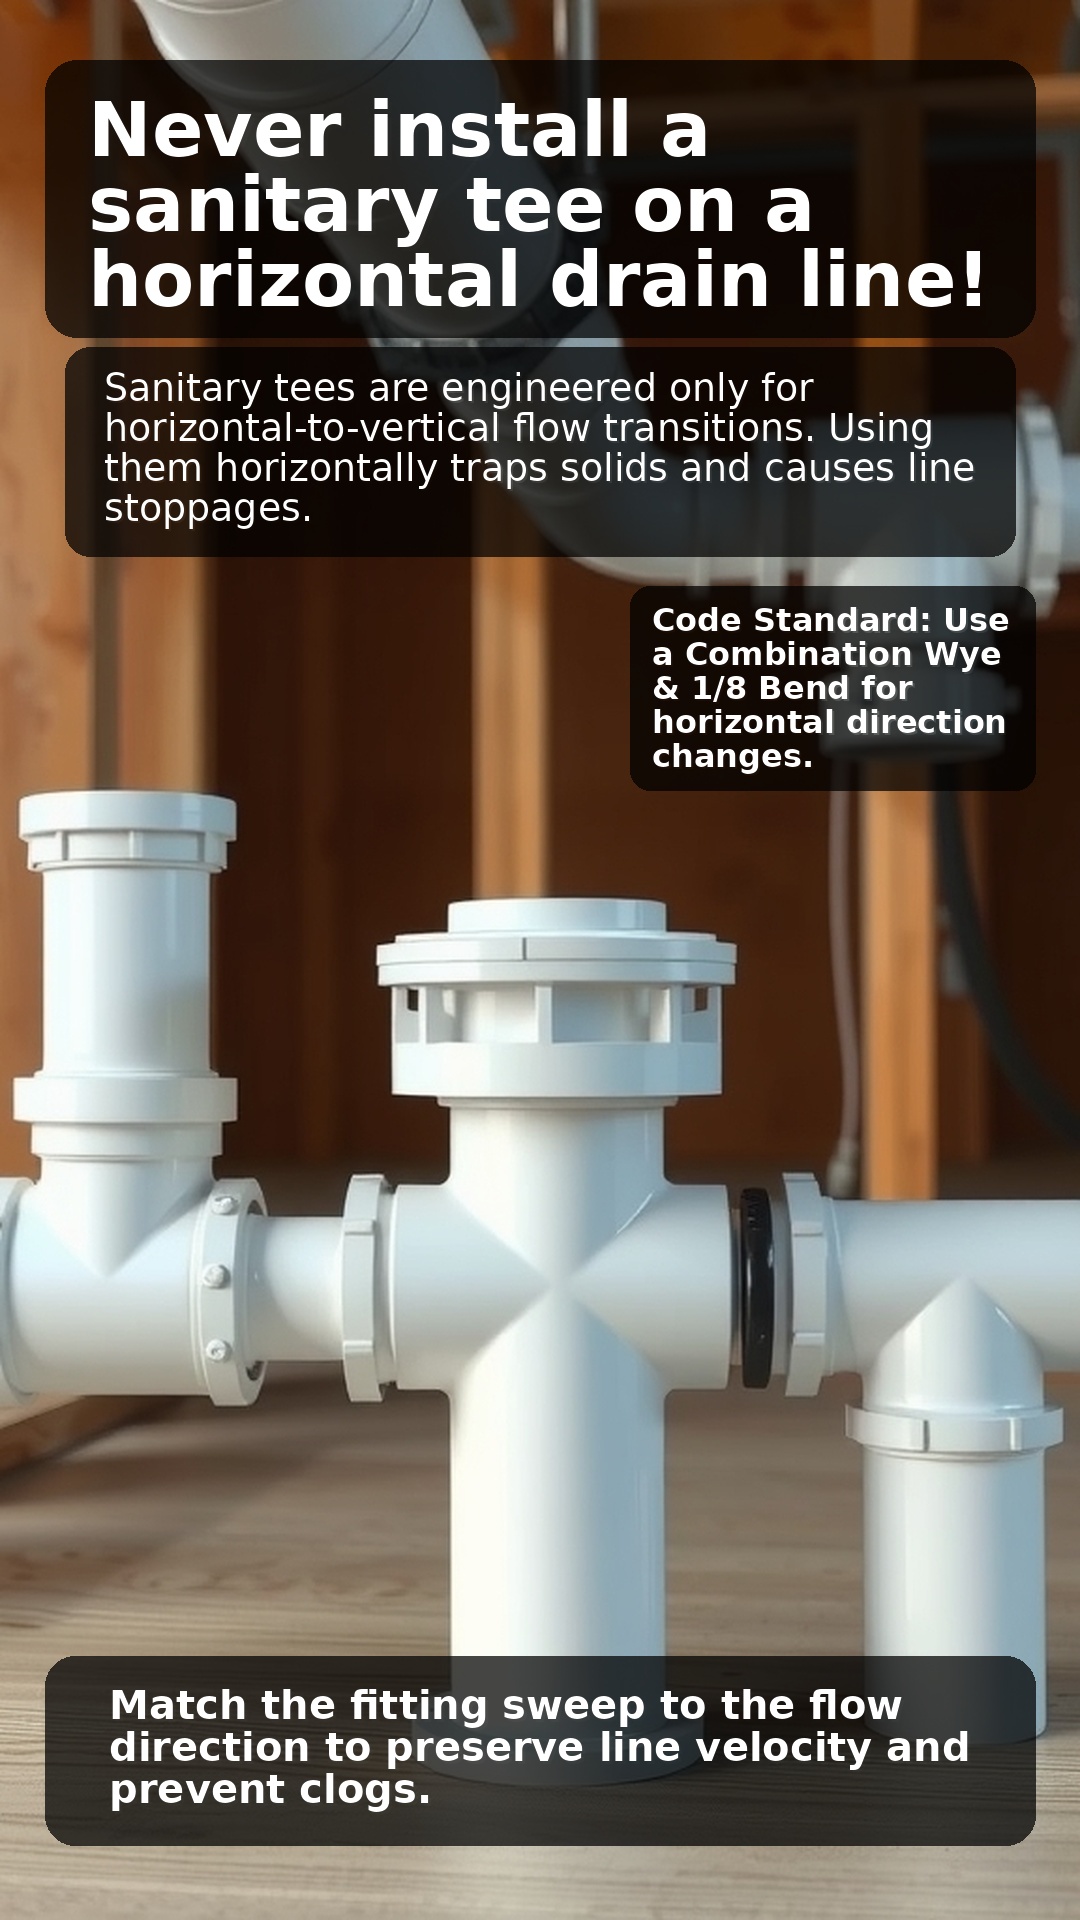 Never install a
sanitary tee on a
horizontal drain line!
Sanitary tees are engineered only for
horizontal-to-vertical flow transitions. Using
them horizontally traps solids and causes line
stoppages.
Code Standard: Use
a Combination Wye
& 1/8 Bend for
horizontal direction
changes.
Match the fitting sweep to the flow
direction to preserve line velocity and
prevent clogs.